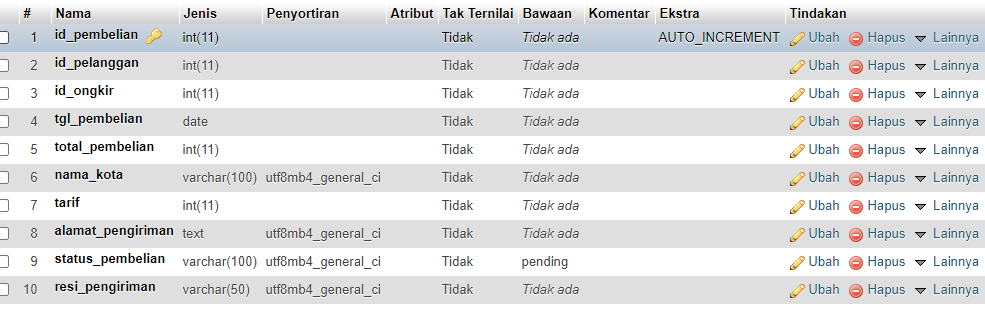 # Nama Jenis Penyortiran Atribut Tak Ternilai Bawaan Komentar Ekstra Tindakan
1 id_pembelian int(11) Tidak Tidak ada AUTO_INCREMENT Ubah Hapus Lainnya
2 id_pelanggan int(11) Tidak Tidak ada Ubah Hapus Lainnya
3 id_ongkir int(11) Tidak Tidak ada Ubah Hapus Lainnya
4 tgl_pembelian date Tidak Tidak ada Ubah Hapus Lainnya
5 total_pembelian int(11) Tidak Tidak ada Ubah Hapus Lainnya
6 nama_kota varchar(100) utf8mb4_general_ci Tidak Tidak ada Ubah Hapus Lainnya
7 tarif int(11) Tidak Tidak ada Ubah Hapus Lainnya
8 alamat_pengiriman text utf8mb4_general_ci Tidak Tidak ada Ubah Hapus Lainnya
9 status_pembelian varchar(100) utf8mb4_general_ci Tidak pending Ubah Hapus Lainnya
10 resi_pengiriman varchar(50) utf8mb4_general_ci Tidak Tidak ada Ubah Hapus Lainnya